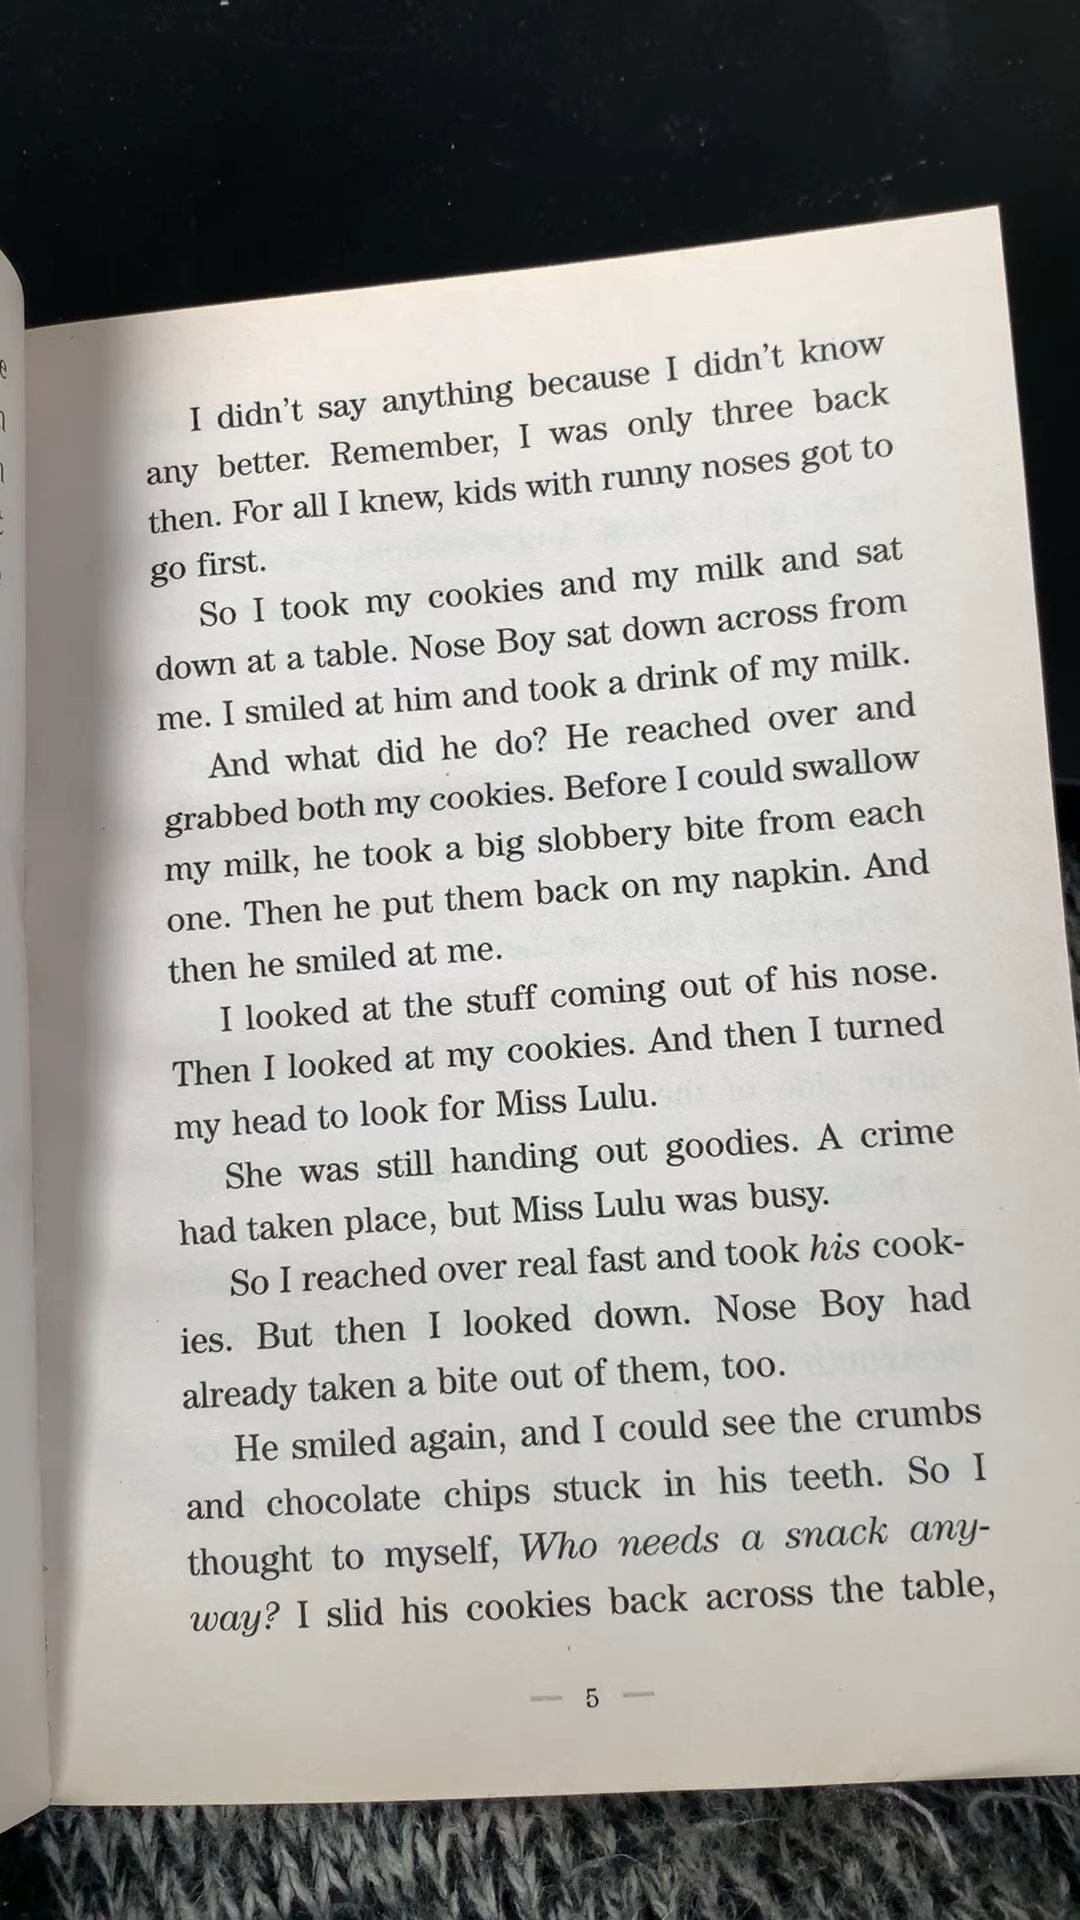 I didn't say anything because I didn't know
any better. Remember, I was only three back
then. For all I knew, kids with runny noses got to
go first.
So I took my cookies and my milk and sat
down at a table. Nose Boy sat down across from
me. I smiled at him and took a drink of my milk.
And what did he do? He reached over and
grabbed both my cookies. Before I could swallow
my milk, he took a big slobbery bite from each
one. Then he put them back on my napkin. And
then he smiled at me.
I looked at the stuff coming out of his nose.
Then I looked at my cookies. And then I turned
my head to look for Miss Lulu.
She was still handing out goodies. A crime
had taken place, but Miss Lulu was busy.
So I reached over real fast and took his cook-
ies. But then I looked down. Nose Boy had
already taken a bite out of them, too.
He smiled again, and I could see the crumbs
and chocolate chips stuck in his teeth. So I
thought to myself, Who needs a snack any-
way? I slid his cookies back across the table,
— 5 —